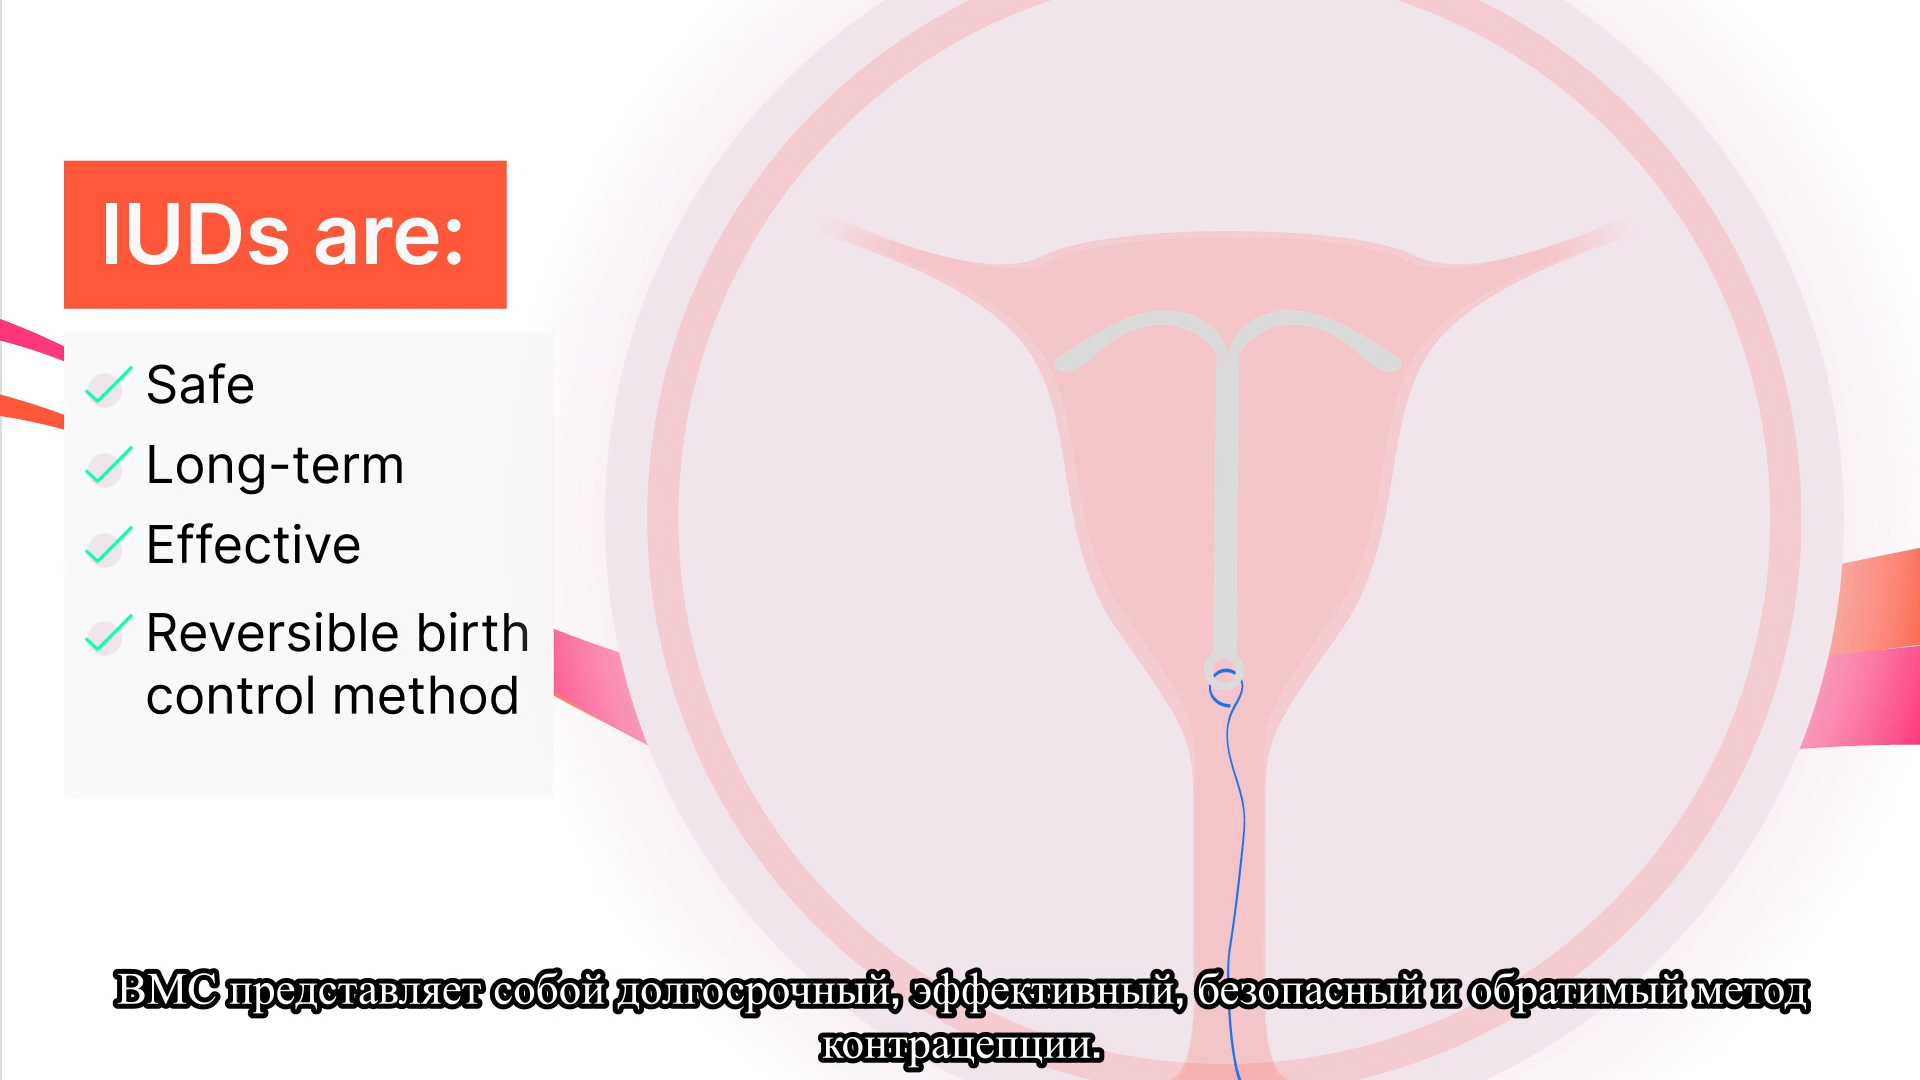 IUDs are:
Safe
Long-term
Effective
Reversible birth
control method
ВМС представляет собой долгосрочный, эффективный, безопасный и обратимый метод
контрацепции.